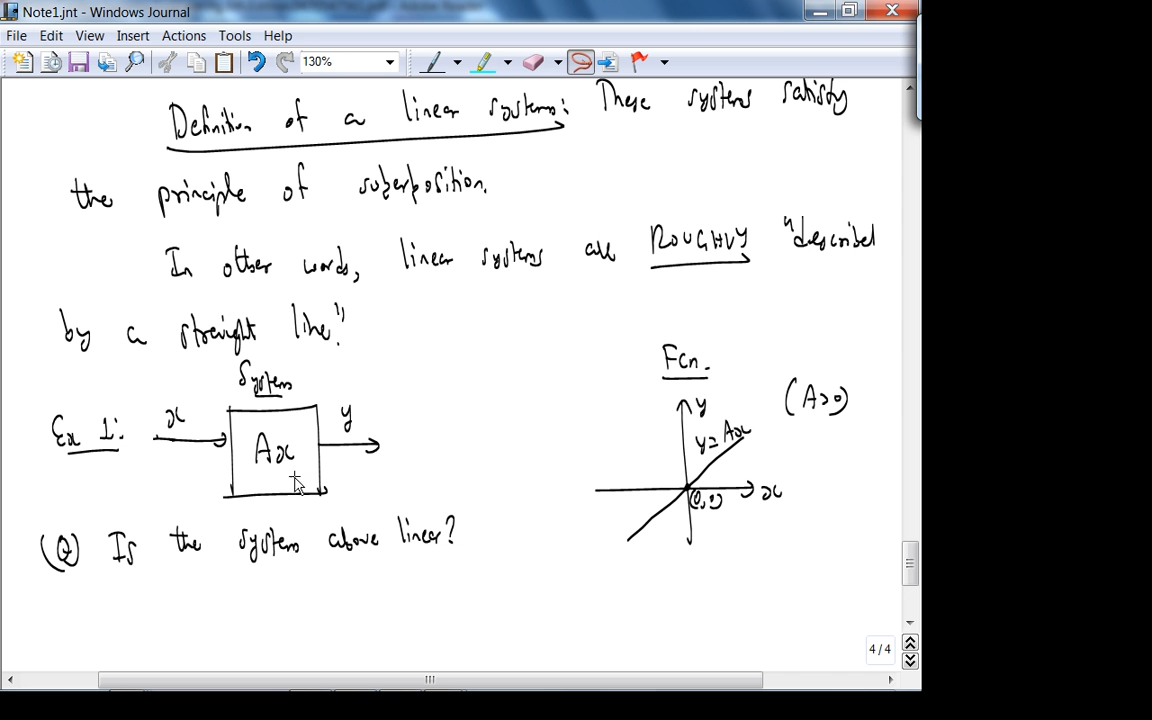 Note1.jnt - Windows Journal
File Edit View Insert Actions Tools Help
130%
Definition of a linear systems: These systems satisfy
the principle of superposition.
In other words, linear systems are ROUGHLY "described
by a straight line"
System
Fcn.
Ex 1: x Ax y
y
(A>0)
y=Ax
(0,0) x
(Q) Is the system above linear?
4 / 4